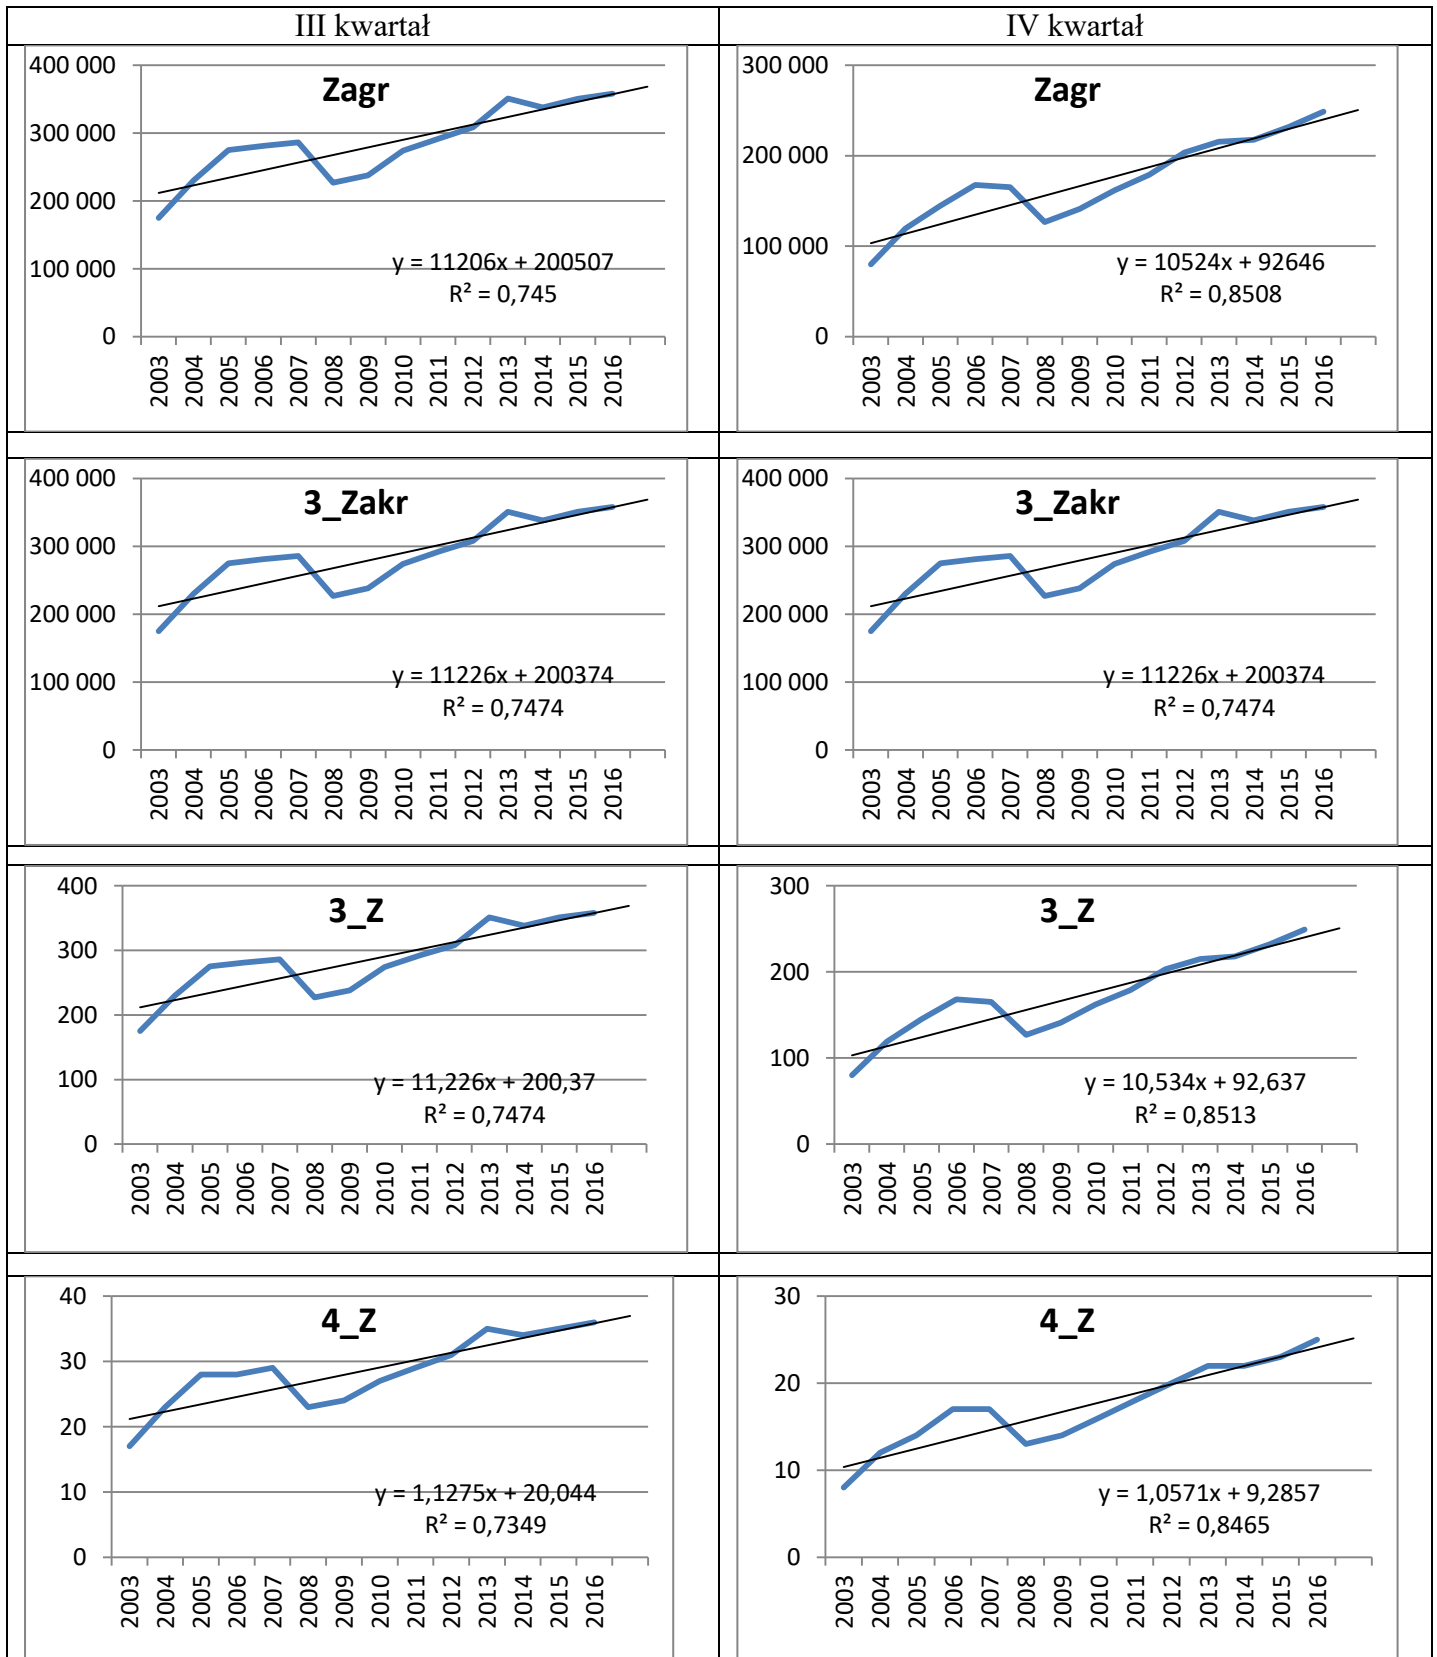 III kwartał
IV kwartał
Zagr
400 000
300 000
200 000
100 000
0
y = 11206x + 200507
R² = 0,745
2003 2004 2005 2006 2007 2008 2009 2010 2011 2012 2013 2014 2015 2016
Zagr
300 000
200 000
100 000
0
y = 10524x + 92646
R² = 0,8508
2003 2004 2005 2006 2007 2008 2009 2010 2011 2012 2013 2014 2015 2016
3_Zakr
400 000
300 000
200 000
100 000
0
y = 11226x + 200374
R² = 0,7474
2003 2004 2005 2006 2007 2008 2009 2010 2011 2012 2013 2014 2015 2016
3_Zakr
400 000
300 000
200 000
100 000
0
y = 11226x + 200374
R² = 0,7474
2003 2004 2005 2006 2007 2008 2009 2010 2011 2012 2013 2014 2015 2016
3_Z
400
300
200
100
0
y = 11,226x + 200,37
R² = 0,7474
2003 2004 2005 2006 2007 2008 2009 2010 2011 2012 2013 2014 2015 2016
3_Z
300
200
100
0
y = 10,534x + 92,637
R² = 0,8513
2003 2004 2005 2006 2007 2008 2009 2010 2011 2012 2013 2014 2015 2016
4_Z
40
30
20
10
0
y = 1,1275x + 20,044
R² = 0,7349
2003 2004 2005 2006 2007 2008 2009 2010 2011 2012 2013 2014 2015 2016
4_Z
30
20
10
0
y = 1,0571x + 9,2857
R² = 0,8465
2003 2004 2005 2006 2007 2008 2009 2010 2011 2012 2013 2014 2015 2016